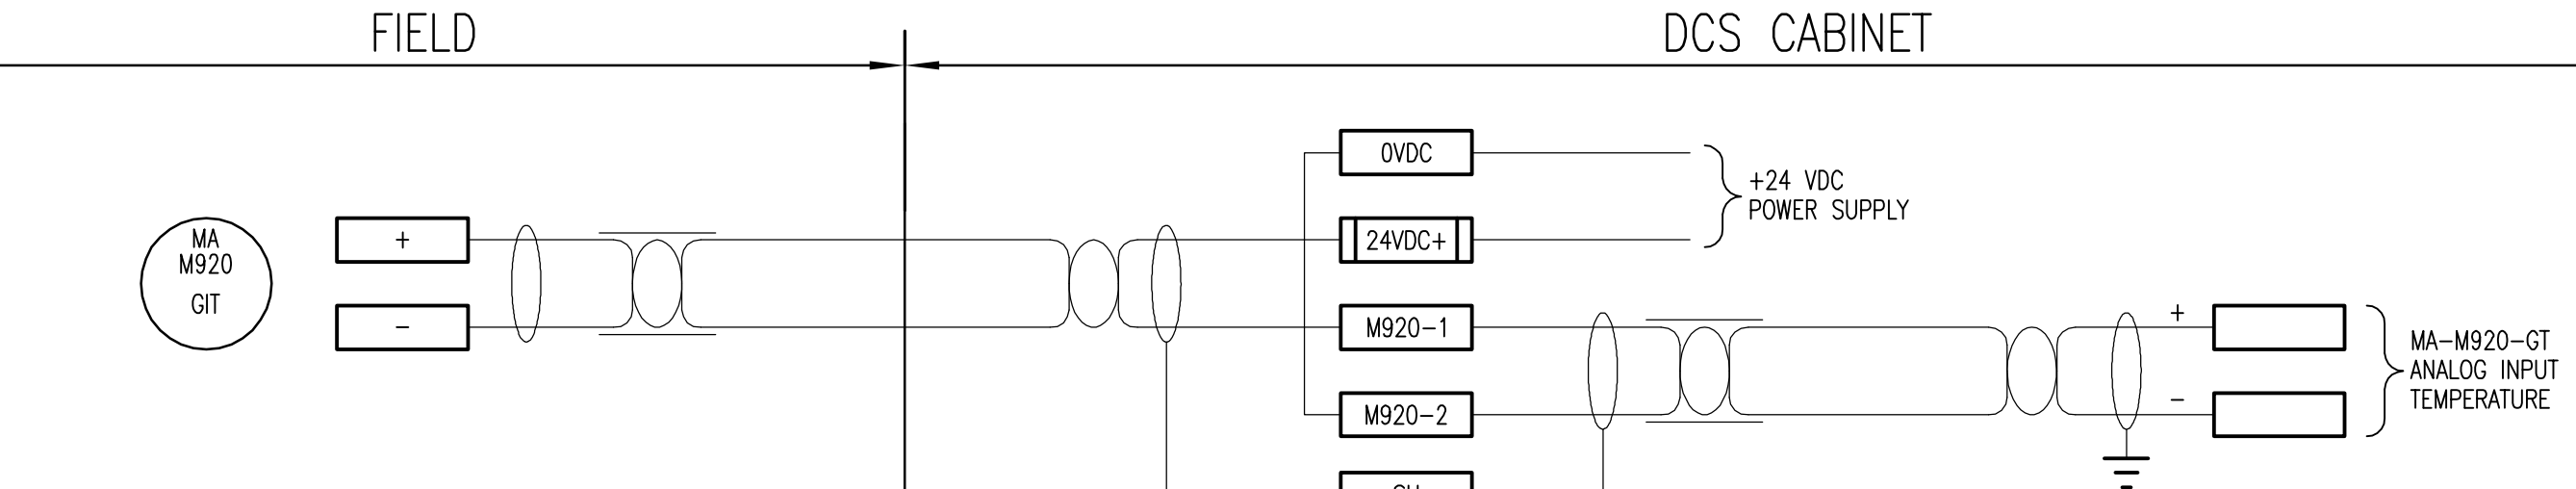 FIELD
DCS CABINET
0VDC
+24 VDC
POWER SUPPLY
MA
M920
GIT
+
24VDC+
-
M920-1
+
MA-M920-GT
ANALOG INPUT
TEMPERATURE
M920-2
-